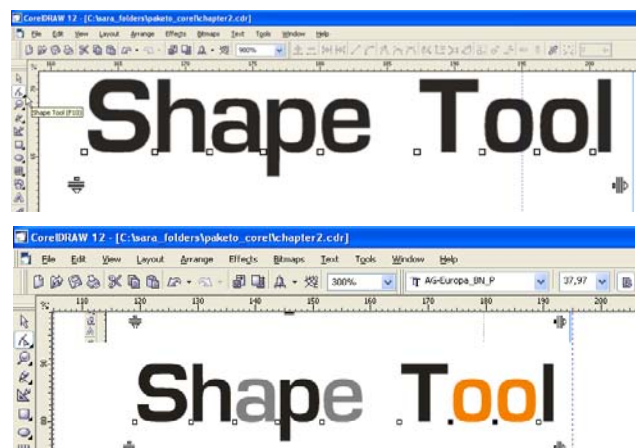 CorelDRAW 12 - [C:\sara_folders\paketo_corel\chapter2.cdr]
File Edit View Layout Arrange Effects Bitmaps Text Tools Window Help
900%
Shape Tool (F10)
Shape Tool
CorelDRAW 12 - [C:\sara_folders\paketo_corel\chapter2.cdr]
File Edit View Layout Arrange Effects Bitmaps Text Tools Window Help
300% AG-Europa_BN_P 37,97
110 120 130 140 150 160 170 180 190 200
Shape Tool